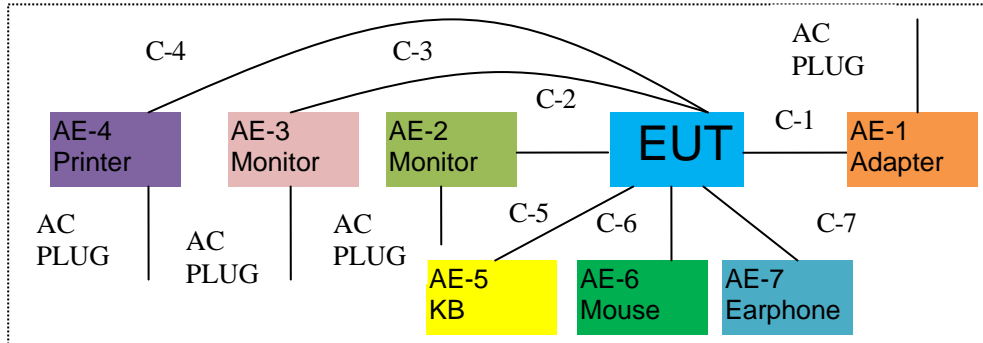 C-4
C-3
C-2
C-1
AC
PLUG
AE-4
Printer
AE-3
Monitor
AE-2
Monitor
EUT
AE-1
Adapter
AC
PLUG
AC
PLUG
AC
PLUG
C-5
C-6
C-7
AE-5
KB
AE-6
Mouse
AE-7
Earphone